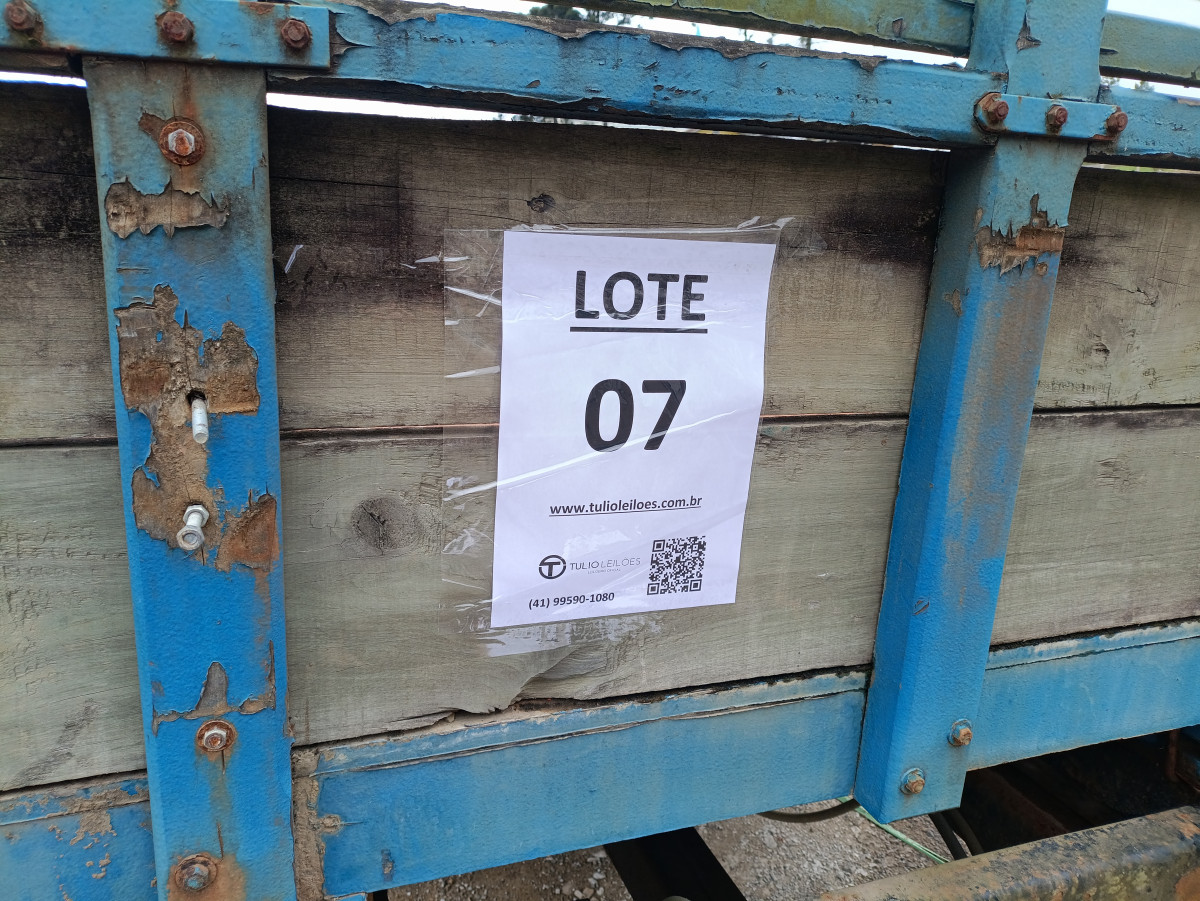 LOTE
07
www.tulioleiloes.com.br
TULIO LEILOES
(41) 99590-1080